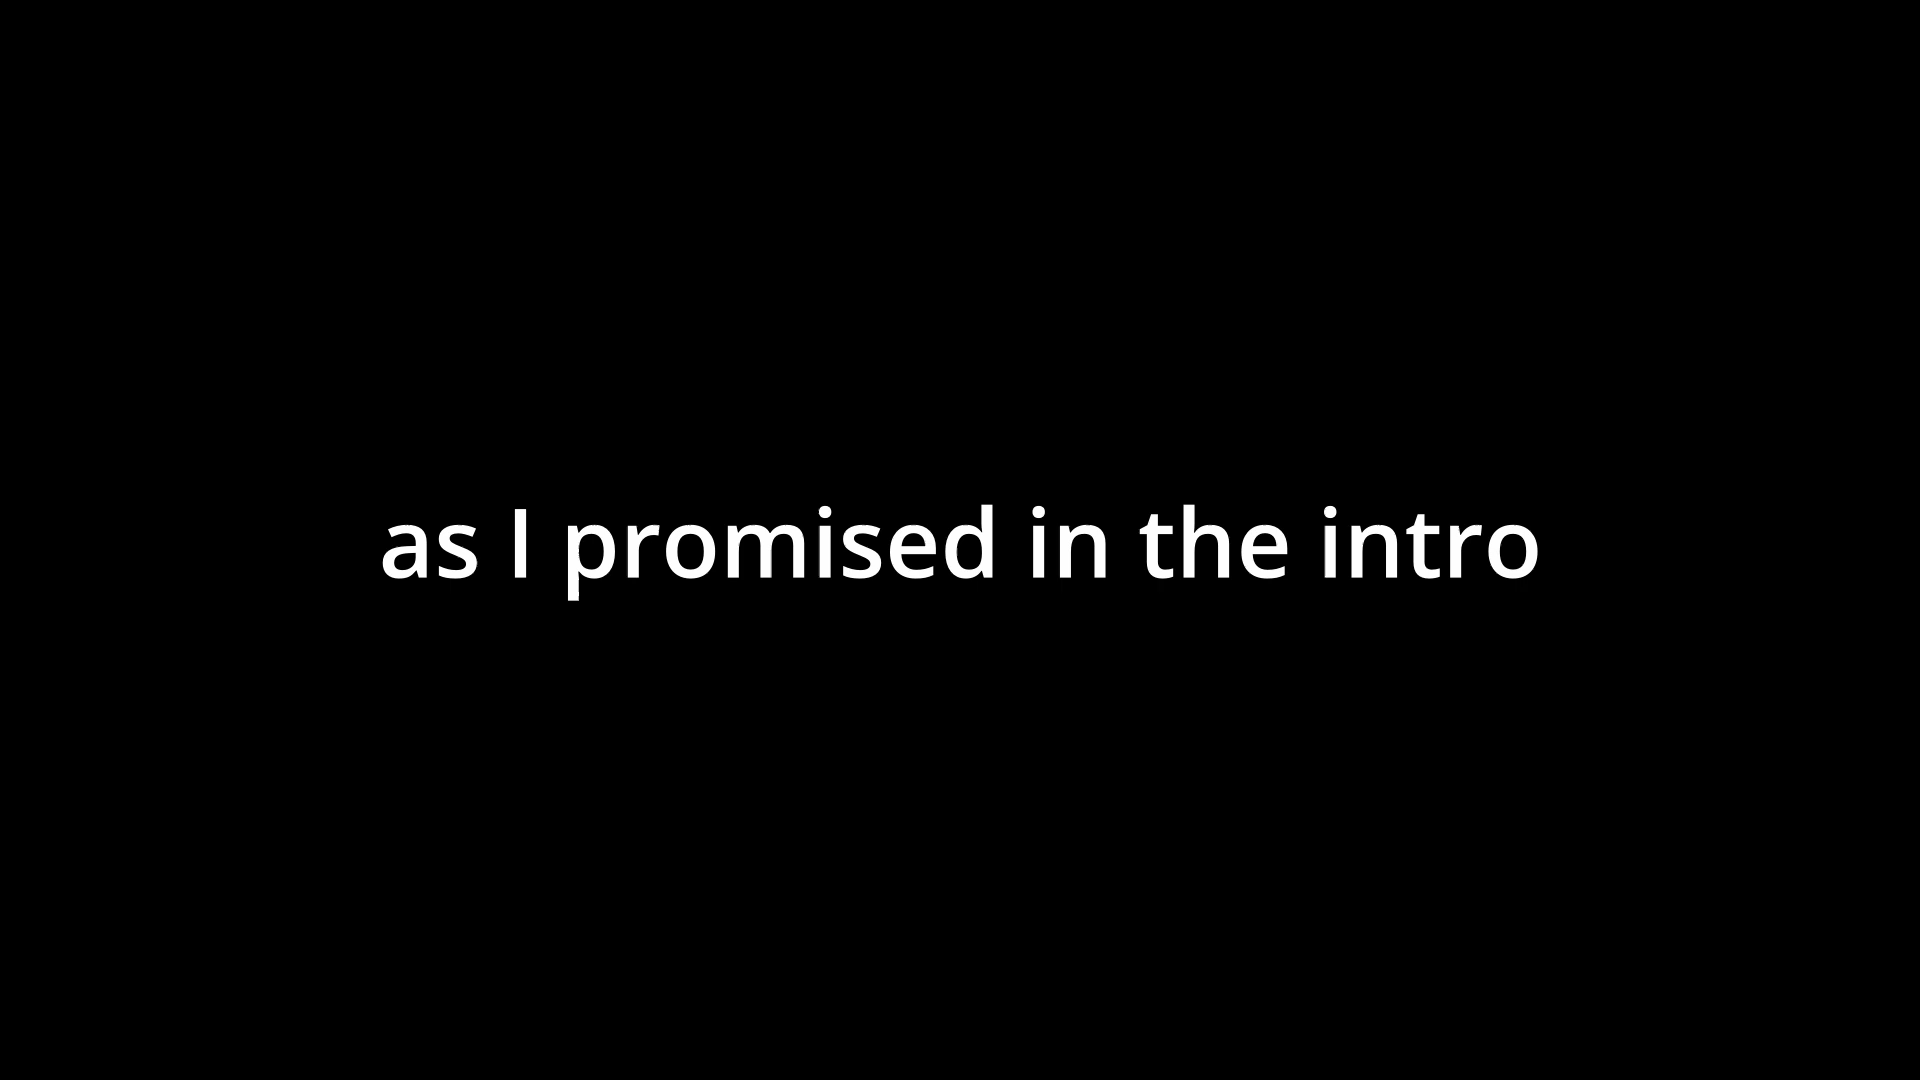 as I promised in the intro